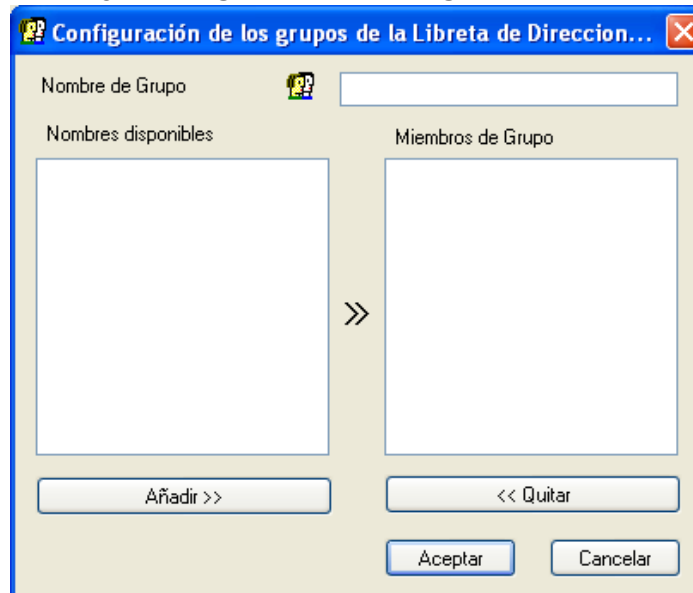 Configuración de los grupos de la Libreta de Direccion...
Nombre de Grupo
Nombres disponibles
Miembros de Grupo
»
Añadir >>
<< Quitar
Aceptar
Cancelar